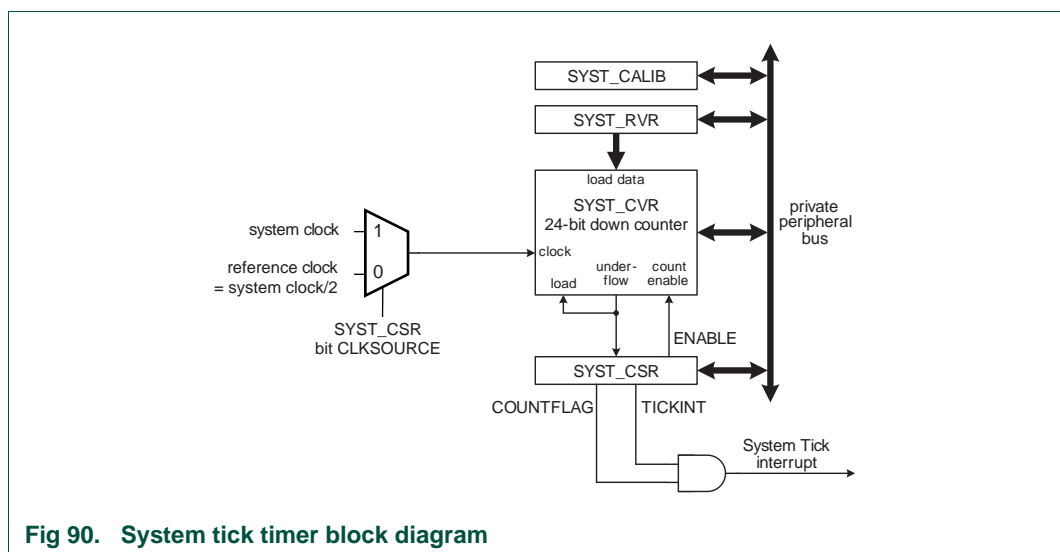 SYST_CALIB
SYST_RVR
load data
SYST_CVR
24-bit down counter
private
peripheral
bus
system clock
1
clock
reference clock
= system clock/2
0
under-
flow
count
enable
load
SYST_CSR
bit CLKSOURCE
ENABLE
SYST_CSR
COUNTFLAG
TICKINT
System Tick
interrupt
Fig 90. System tick timer block diagram